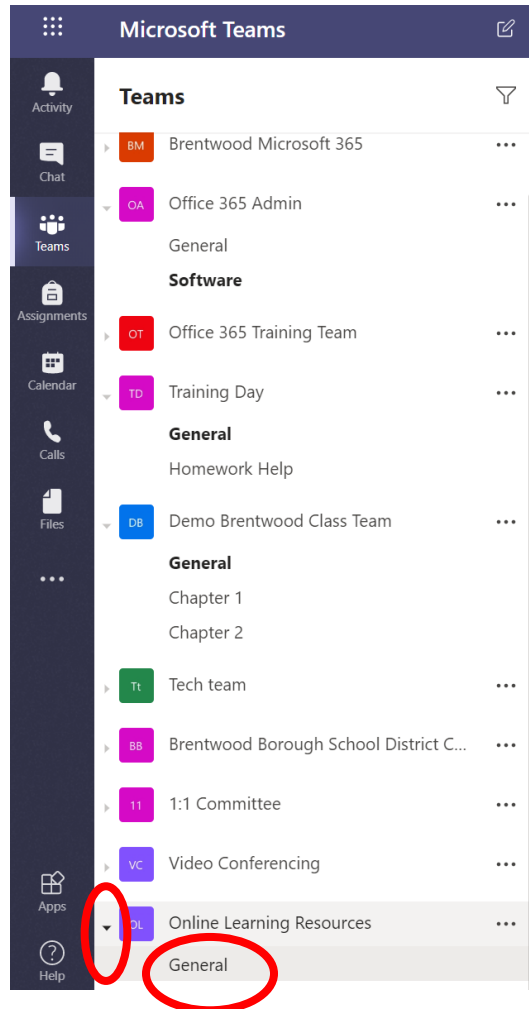 Microsoft Teams
Activity
Chat
Teams
Assignments
Calendar
Calls
Files
Apps
Help
Teams
BM Brentwood Microsoft 365
OA Office 365 Admin
General
Software
OT Office 365 Training Team
TD Training Day
General
Homework Help
DB Demo Brentwood Class Team
General
Chapter 1
Chapter 2
Tt Tech team
BB Brentwood Borough School District C...
11 1:1 Committee
VC Video Conferencing
OL Online Learning Resources
General